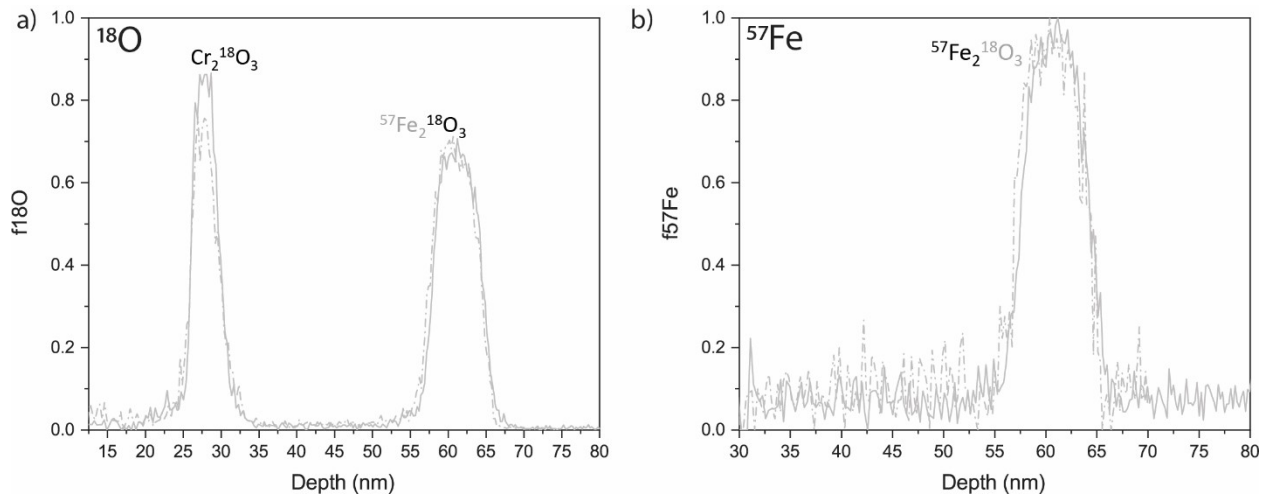 a)
¹⁸O
Cr₂¹⁸O₃
⁵⁷Fe₂¹⁸O₃
f18O
1.0
0.8
0.6
0.4
0.2
0.0
15 20 25 30 35 40 45 50 55 60 65 70 75 80
Depth (nm)
b)
⁵⁷Fe
⁵⁷Fe₂¹⁸O₃
f57Fe
1.0
0.8
0.6
0.4
0.2
0.0
30 35 40 45 50 55 60 65 70 75 80
Depth (nm)